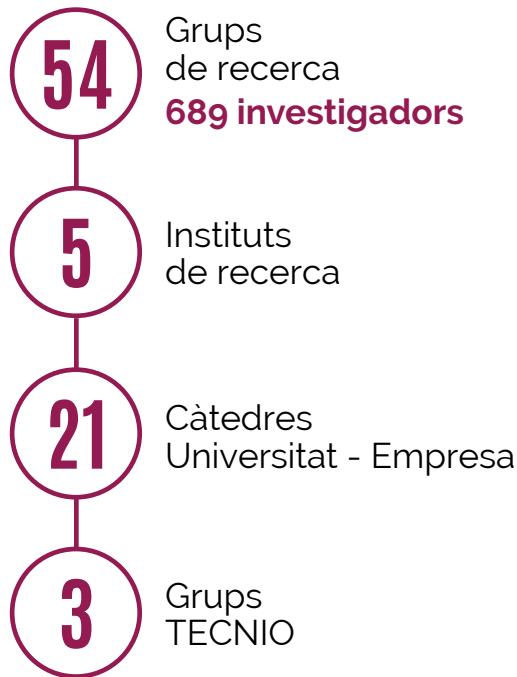 54
Grups
de recerca
689 investigadors
5
Instituts
de recerca
21
Càtedres
Universitat - Empresa
3
Grups
TECNIO